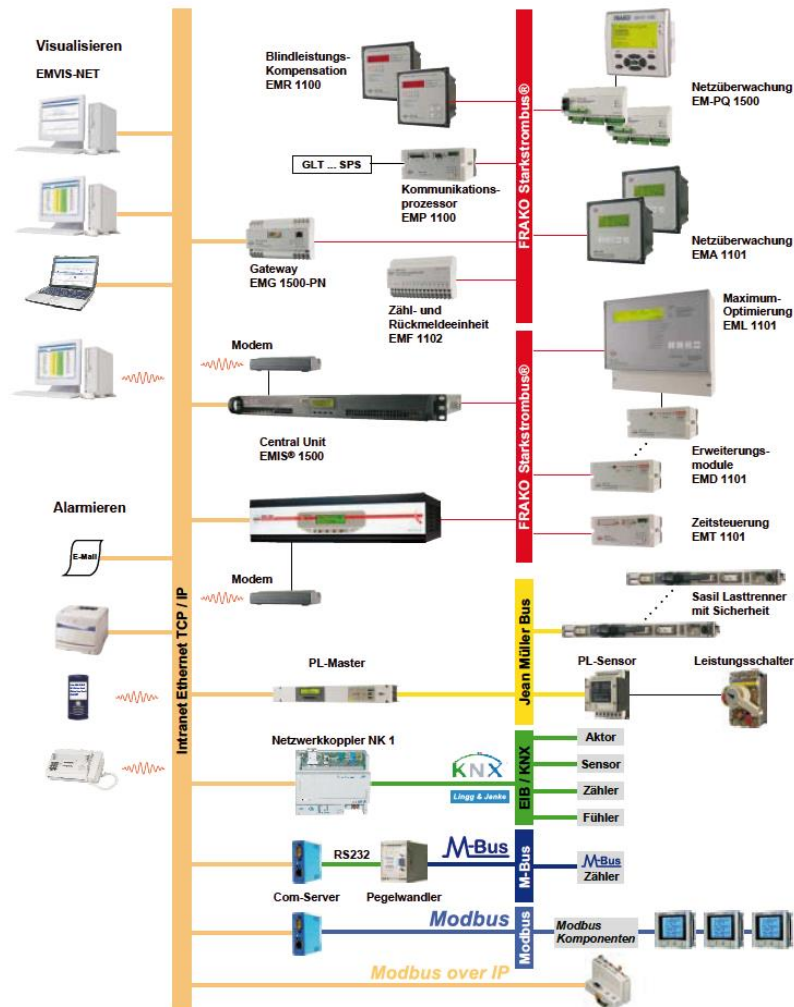 Visualisieren
EMVIS-NET
Alarmieren
E-Mail
Intranet Ethernet TCP / IP
Blindleistungs-
Kompensation
EMR 1100
GLT ... SPS
Kommunikations-
prozessor
EMP 1100
Gateway
EMG 1500-PN
Zähl- und
Rückmeldeeinheit
EMF 1102
FRAKO Starkstrombus®
Netzüberwachung
EM-PQ 1500
Netzüberwachung
EMA 1101
Modem
Central Unit
EMIS® 1500
Modem
FRAKO Starkstrombus®
Maximum-
Optimierung
EML 1101
Erweiterungs-
module
EMD 1101
Zeitsteuerung
EMT 1101
PL-Master
Jean Müller Bus
Sasil Lasttrenner
mit Sicherheit
PL-Sensor
Leistungsschalter
Netzwerkkoppler NK 1
KNX
Lingg & Janke
EIB / KNX
Aktor
Sensor
Zähler
Fühler
RS232
Com-Server
Pegelwandler
M-Bus
M-Bus
M-Bus
Zähler
Modbus
Modbus
Modbus
Komponenten
Modbus over IP